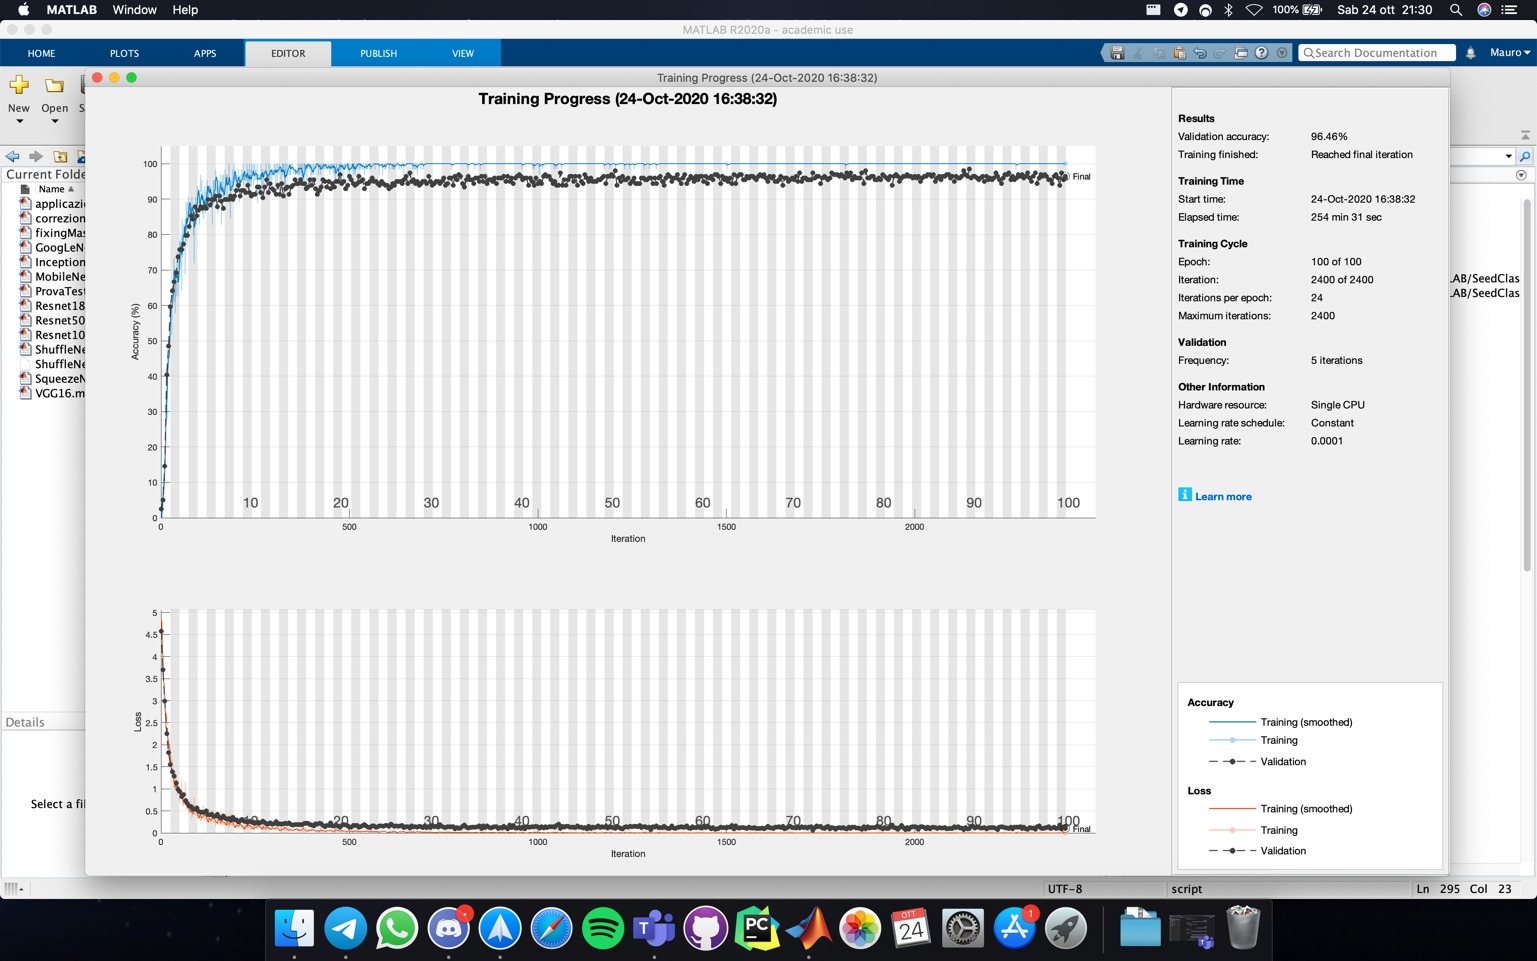 MATLAB Window Help
100% Sab 24 ott 21:30
MATLAB R2020a - academic use
HOME PLOTS APPS EDITOR PUBLISH VIEW
Search Documentation
Mauro
New Open
Training Progress (24-Oct-2020 16:38:32)
Training Progress (24-Oct-2020 16:38:32)
Current Folde
Name
applicazi
correzion
fixingMas
GoogLeNe
Inception
MobileNe
ProvaTest
Resnet18
Resnet50
Resnet10
ShuffleNe
ShuffleNe
SqueezeN
VGG16.m
Details
Select a fil
Accuracy (%)
100
90
80
70
60
50
40
30
20
10
0
10 20 30 40 50 60 70 80 90 100
0 500 1000 1500 2000
Iteration
Final
Loss
5
4.5
4
3.5
3
2.5
2
1.5
1
0.5
0
10 20 30 40 50 60 70 80 90 100
0 500 1000 1500 2000
Iteration
Final
Results
Validation accuracy: 96.46%
Training finished: Reached final iteration
Training Time
Start time: 24-Oct-2020 16:38:32
Elapsed time: 254 min 31 sec
Training Cycle
Epoch: 100 of 100
Iteration: 2400 of 2400
Iterations per epoch: 24
Maximum iterations: 2400
Validation
Frequency: 5 iterations
Other Information
Hardware resource: Single CPU
Learning rate schedule: Constant
Learning rate: 0.0001
Learn more
Accuracy
Training (smoothed)
Training
Validation
Loss
Training (smoothed)
Training
Validation
LAB/SeedClas
LAB/SeedClas
UTF-8 script Ln 295 Col 23
PC
OTT
24
1